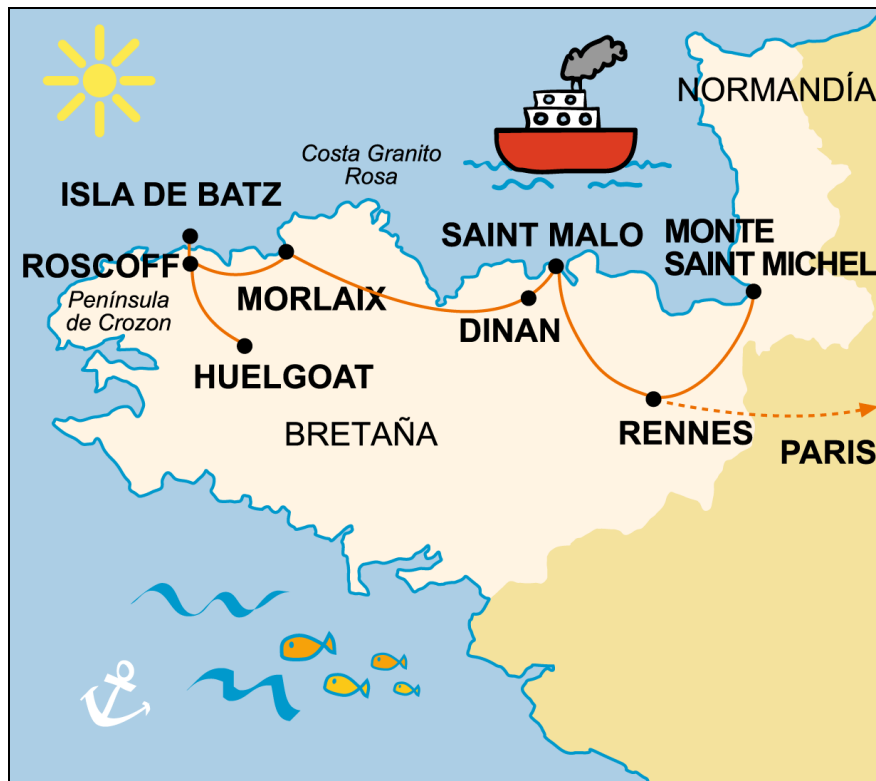 NORMANDÍA
Costa Granito
Rosa
ISLA DE BATZ
SAINT MALO
MONTE
SAINT MICHEL
ROSCOFF
Península
de Crozon
MORLAIX
DINAN
HUELGOAT
BRETAÑA
RENNES
PARIS